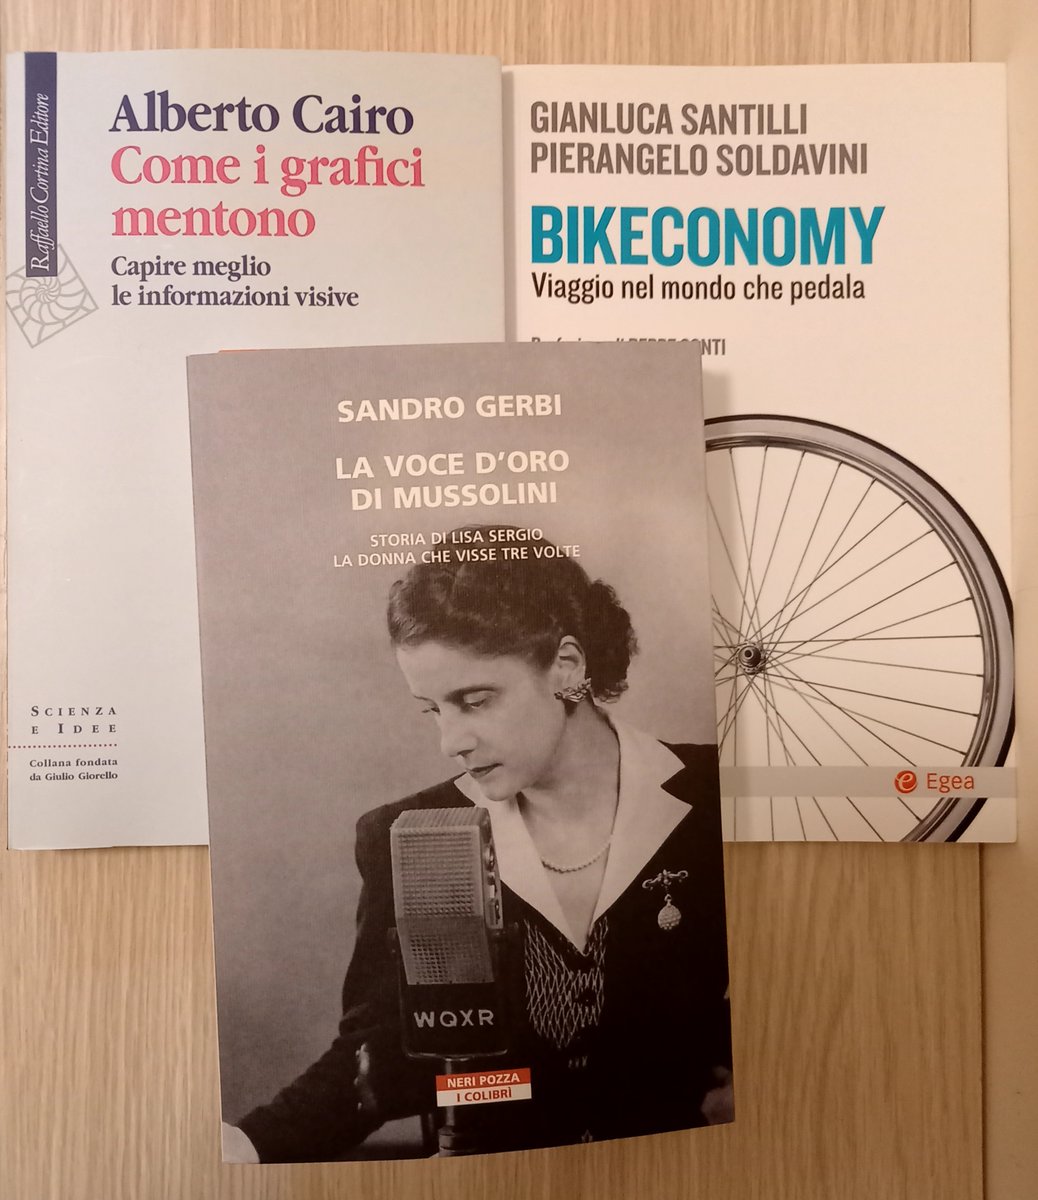 Raffaello Cortina Editore
Alberto Cairo
Come i grafici
mentono
Capire meglio
le informazioni visive
SCIENZA
E IDEE
Collana fondata
da Giulio Giorello
GIANLUCA SANTILLI
PIERANGELO SOLDAVINI
BIKECONOMY
Viaggio nel mondo che pedala
Egea
SANDRO GERBI
LA VOCE D'ORO
DI MUSSOLINI
STORIA DI LISA SERGIO
LA DONNA CHE VISSE TRE VOLTE
WQXR
NERI POZZA
I COLIBRÌ